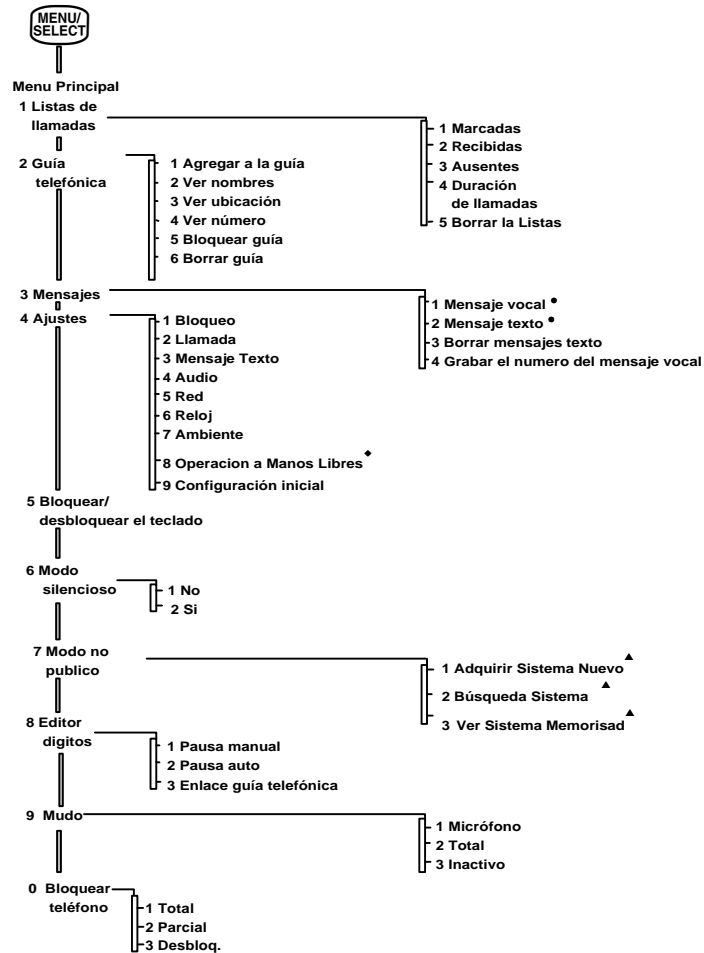 MENU/
SELECT
Menu Principal
1 Listas de
llamadas
1 Marcadas
2 Recibidas
3 Ausentes
4 Duración
de llamadas
5 Borrar la Listas
2 Guía
telefónica
1 Agregar a la guía
2 Ver nombres
3 Ver ubicación
4 Ver número
5 Bloquear guía
6 Borrar guía
3 Mensajes
1 Mensaje vocal •
2 Mensaje texto •
3 Borrar mensajes texto
4 Grabar el numero del mensaje vocal
4 Ajustes
1 Bloqueo
2 Llamada
3 Mensaje Texto
4 Audio
5 Red
6 Reloj
7 Ambiente
8 Operacion a Manos Libres ◆
9 Configuración inicial
5 Bloquear/
desbloquear el teclado
6 Modo
silencioso
1 No
2 Si
7 Modo no
publico
1 Adquirir Sistema Nuevo ▲
2 Búsqueda Sistema ▲
3 Ver Sistema Memorisad ▲
8 Editor
digitos
1 Pausa manual
2 Pausa auto
3 Enlace guía telefónica
9 Mudo
1 Micrófono
2 Total
3 Inactivo
0 Bloquear
teléfono
1 Total
2 Parcial
3 Desbloq.